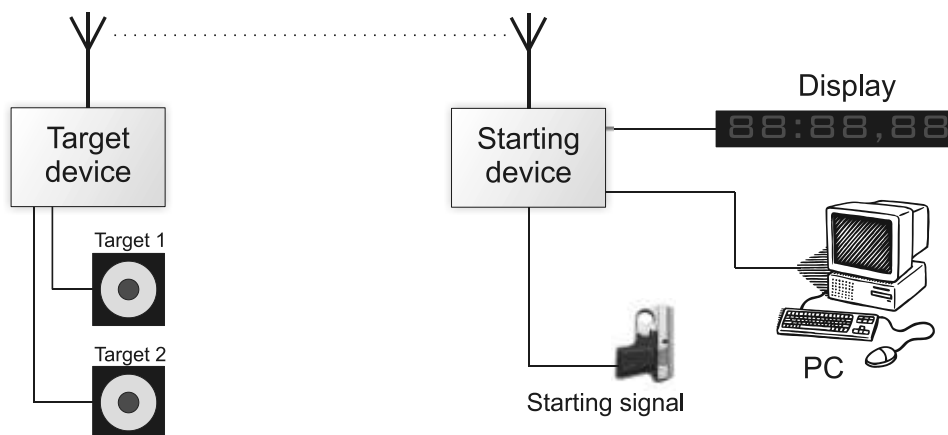 Target
device
Target 1
Target 2
Starting
device
Display
88:88,88
PC
Starting signal